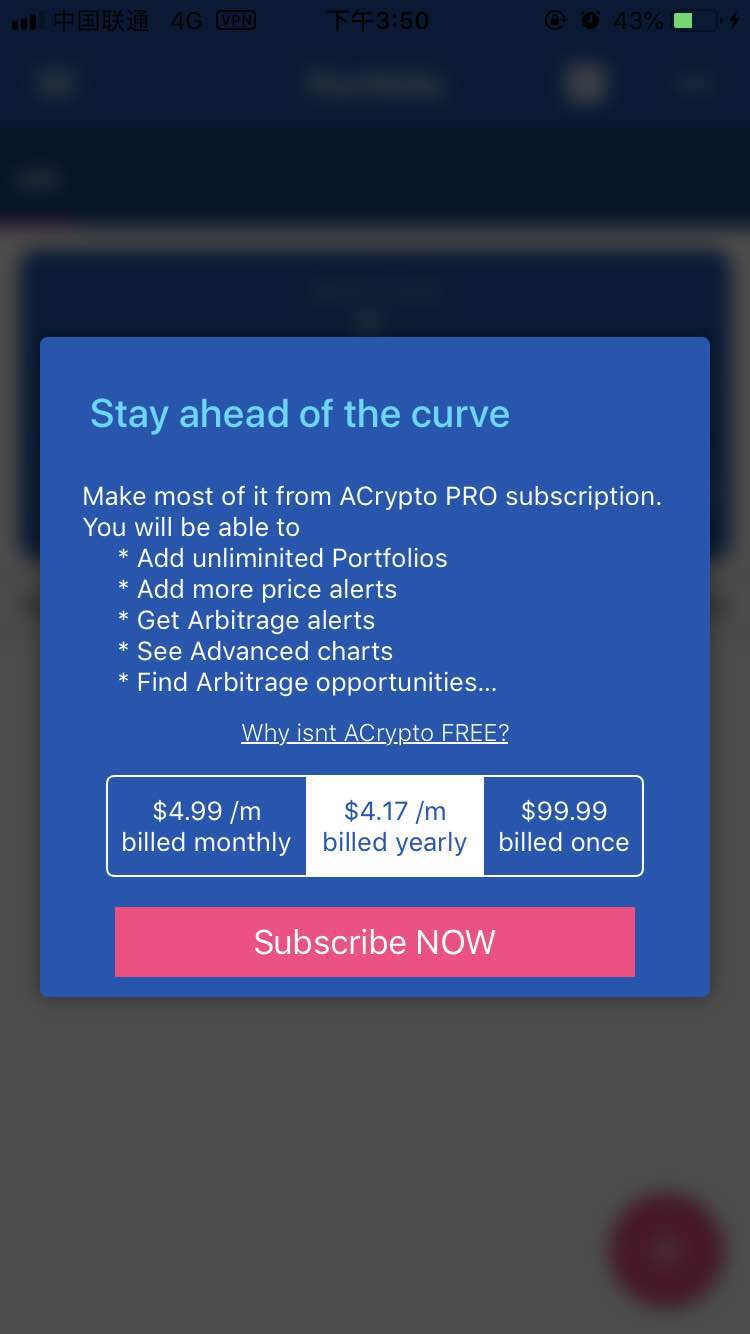 中国联通 4G VPN 下午3:50 43%
Stay ahead of the curve
Make most of it from ACrypto PRO subscription.
You will be able to
* Add unliminited Portfolios
* Add more price alerts
* Get Arbitrage alerts
* See Advanced charts
* Find Arbitrage opportunities...
Why isnt ACrypto FREE?
$4.99 /m
billed monthly
$4.17 /m
billed yearly
$99.99
billed once
Subscribe NOW